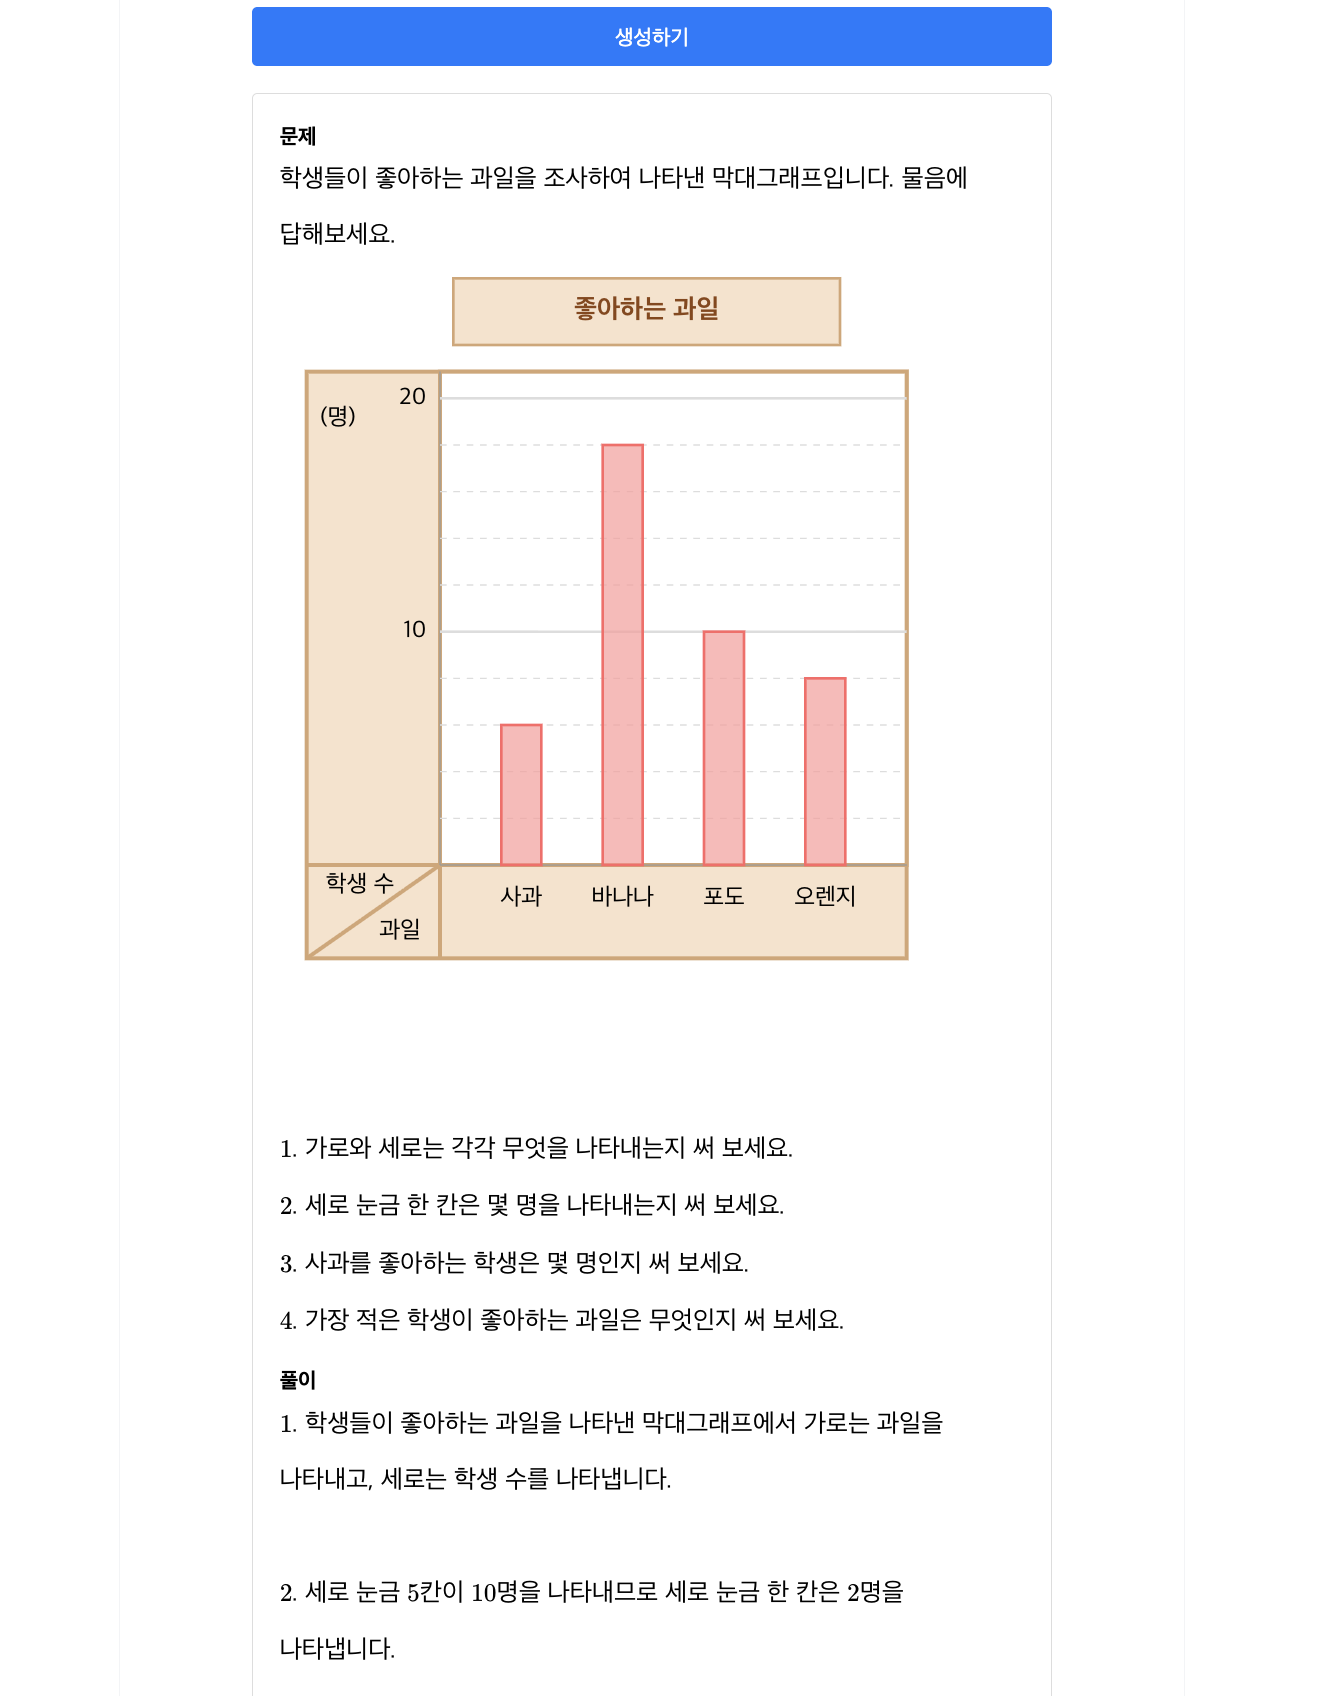 생성하기
문제
학생들이 좋아하는 과일을 조사하여 나타낸 막대그래프입니다. 물음에
답해보세요.
좋아하는 과일
20
(명)
10
학생 수
과일
사과 바나나 포도 오렌지
1. 가로와 세로는 각각 무엇을 나타내는지 써 보세요.
2. 세로 눈금 한 칸은 몇 명을 나타내는지 써 보세요.
3. 사과를 좋아하는 학생은 몇 명인지 써 보세요.
4. 가장 적은 학생이 좋아하는 과일은 무엇인지 써 보세요.
풀이
1. 학생들이 좋아하는 과일을 나타낸 막대그래프에서 가로는 과일을
나타내고, 세로는 학생 수를 나타냅니다.
2. 세로 눈금 5칸이 10명을 나타내므로 세로 눈금 한 칸은 2명을
나타냅니다.